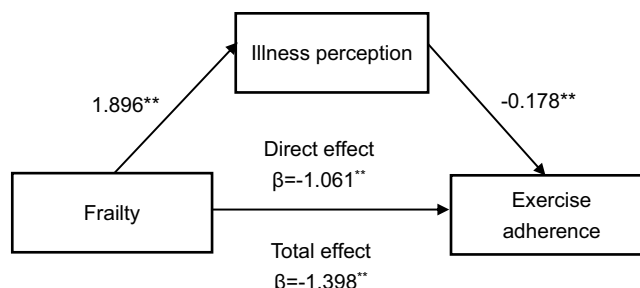 Illness perception
1.896**
-0.178**
Direct effect
β=-1.061**
Frailty
Exercise
adherence
Total effect
β=-1.398**